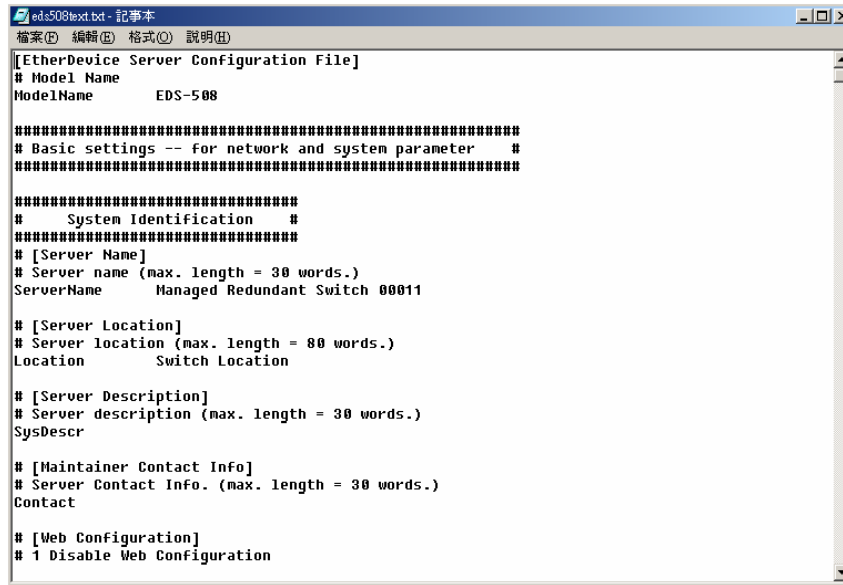 eds508text.txt - 記事本
檔案(F) 編輯(E) 格式(O) 說明(H)
[EtherDevice Server Configuration File]
# Model Name
ModelName EDS-508
#########################################################
# Basic settings -- for network and system parameter #
#########################################################
################################
# System Identification #
################################
# [Server Name]
# Server name (max. length = 30 words.)
ServerName Managed Redundant Switch 00011
# [Server Location]
# Server location (max. length = 80 words.)
Location Switch Location
# [Server Description]
# Server description (max. length = 30 words.)
SysDescr
# [Maintainer Contact Info]
# Server Contact Info. (max. length = 30 words.)
Contact
# [Web Configuration]
# 1 Disable Web Configuration